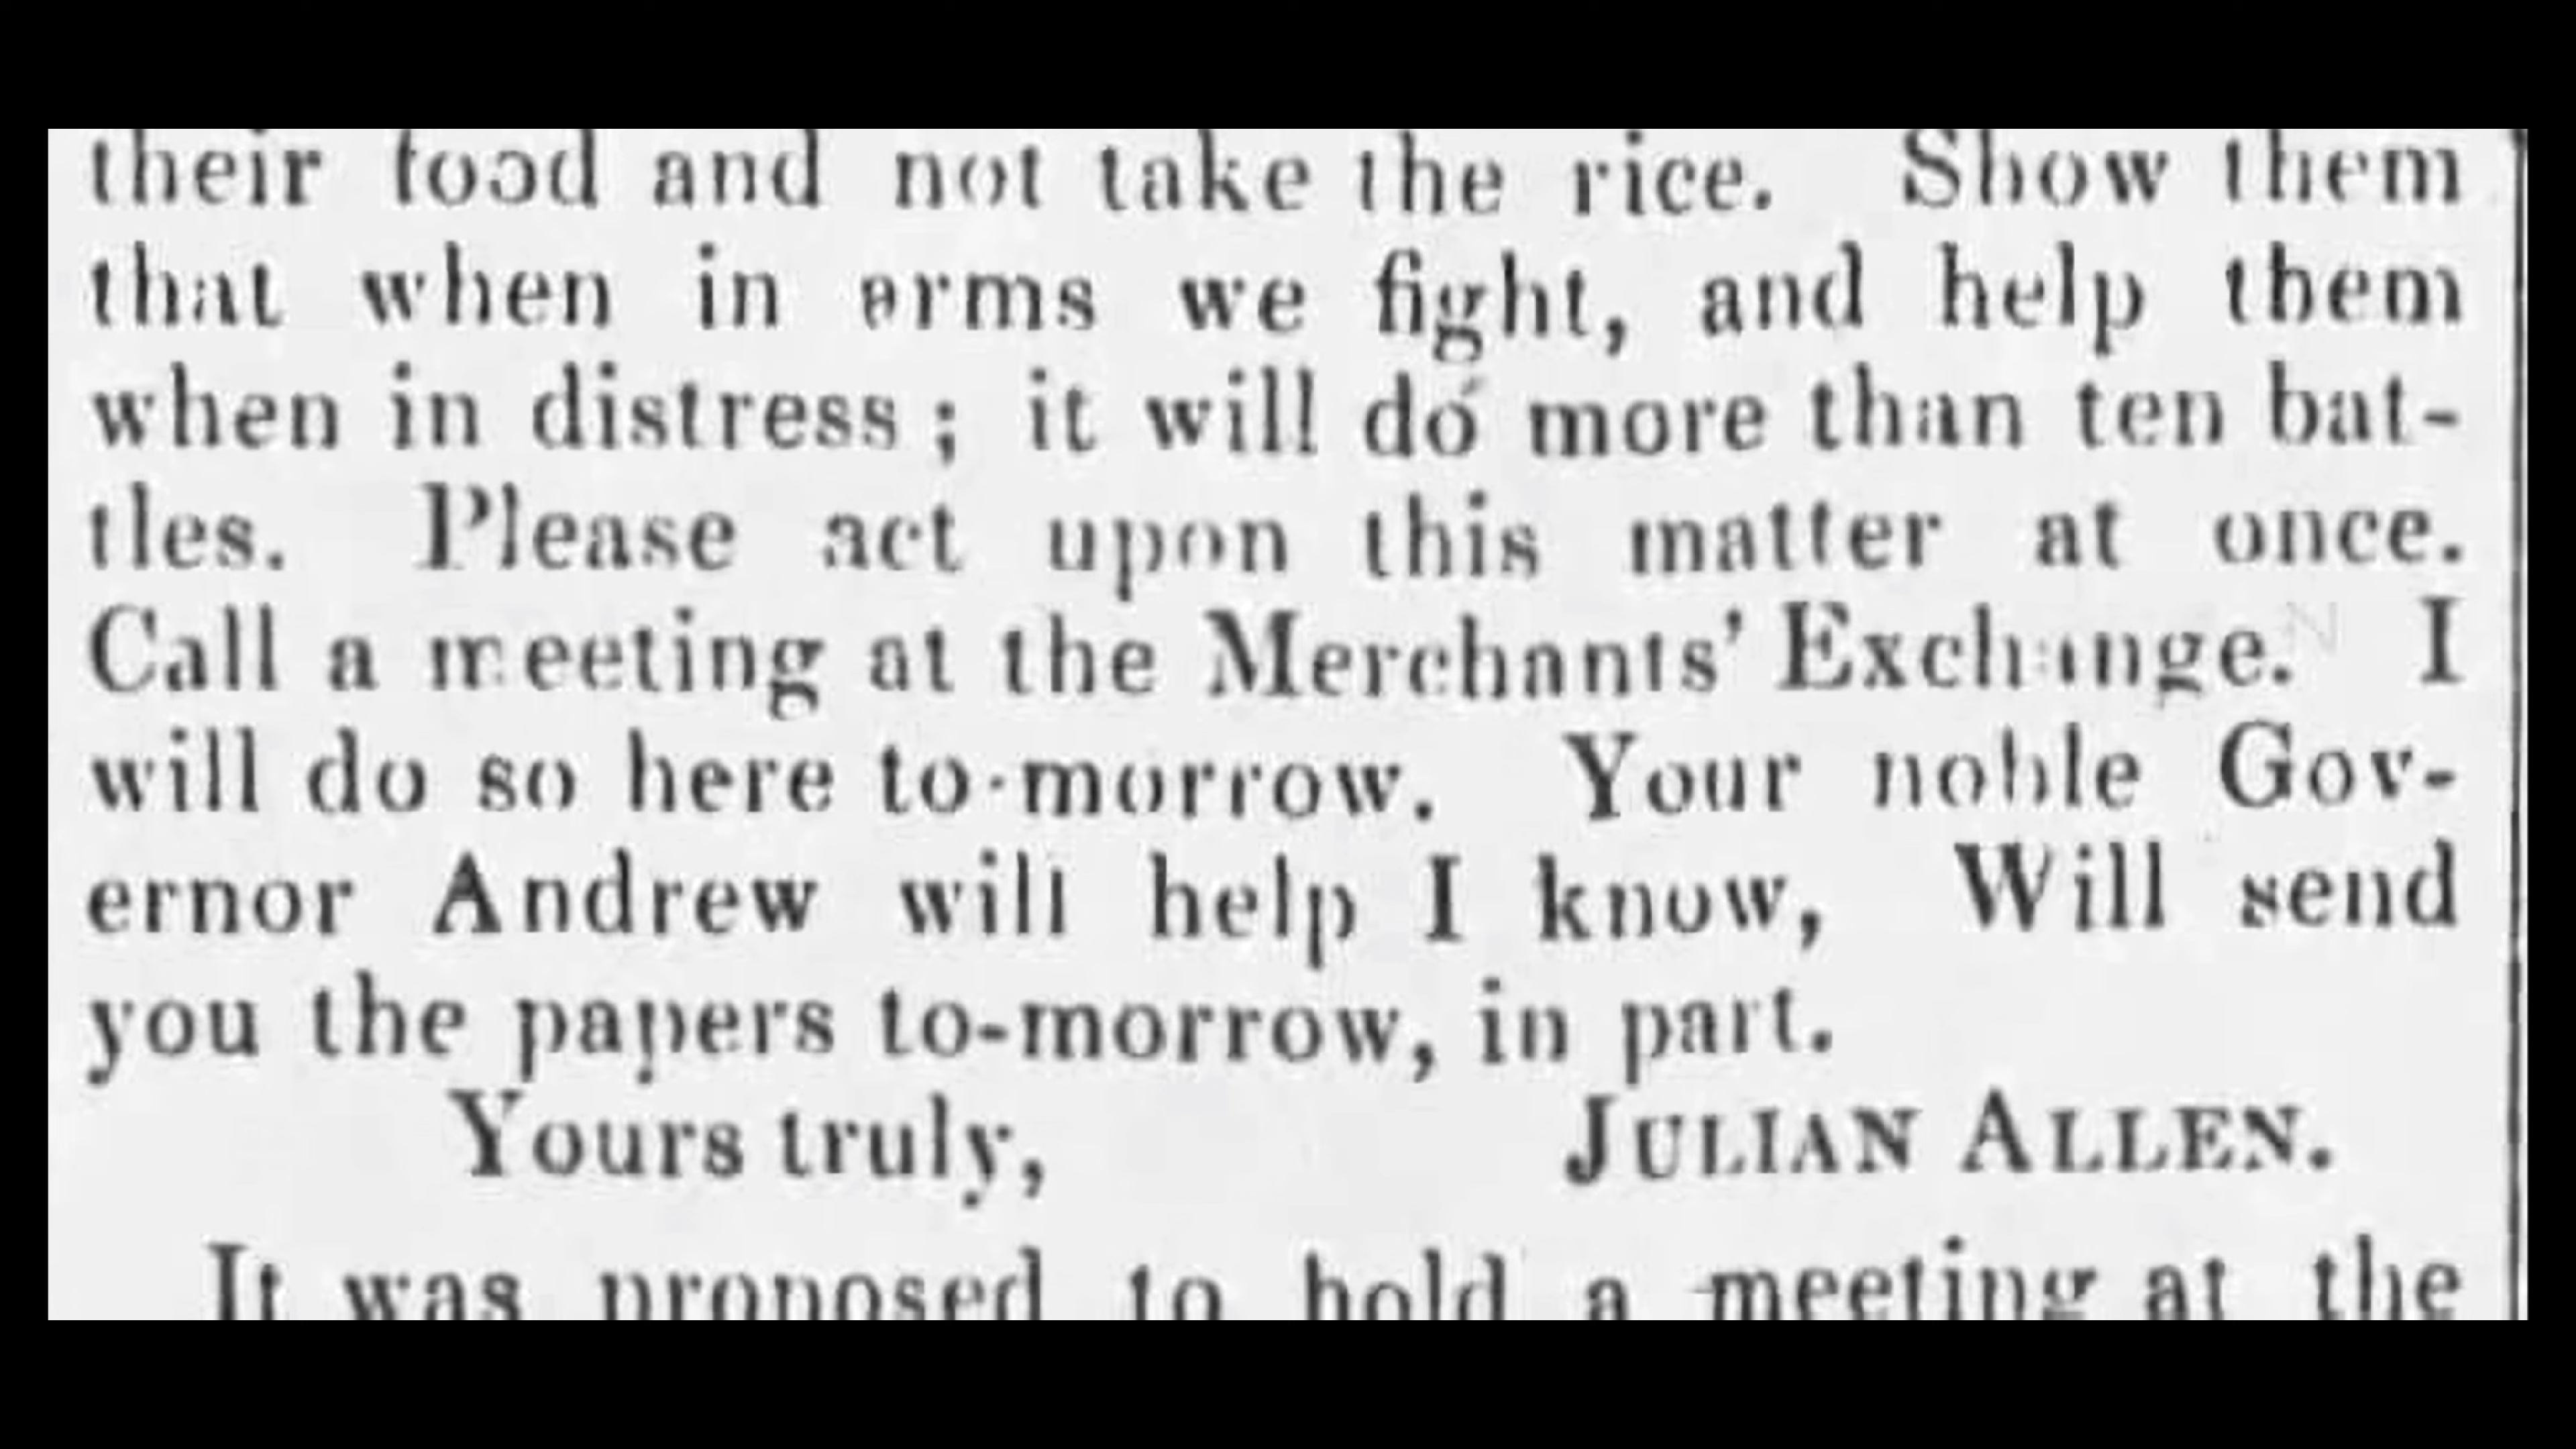 their food and not take the rice. Show them
that when in arms we fight, and help them
when in distress ; it will do more than ten bat-
tles. Please act upon this matter at once.
Call a meeting at the Merchants' Exchange. I
will do so here to-morrow. Your noble Gov-
ernor Andrew will help I know, Will send
you the papers to-morrow, in part.
Yours truly, JULIAN ALLEN.
It was proposed to hold a meeting at the